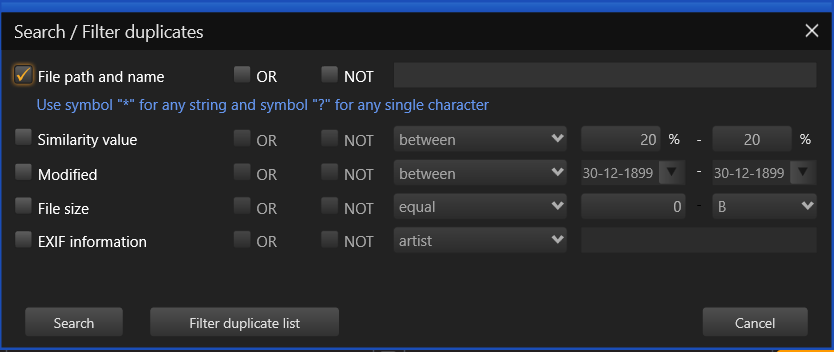 Search / Filter duplicates
File path and name OR NOT
Use symbol "*" for any string and symbol "?" for any single character
Similarity value OR NOT between 20 % - 20 %
Modified OR NOT between 30-12-1899 - 30-12-1899
File size OR NOT equal 0 - B
EXIF information OR NOT artist
Search Filter duplicate list Cancel